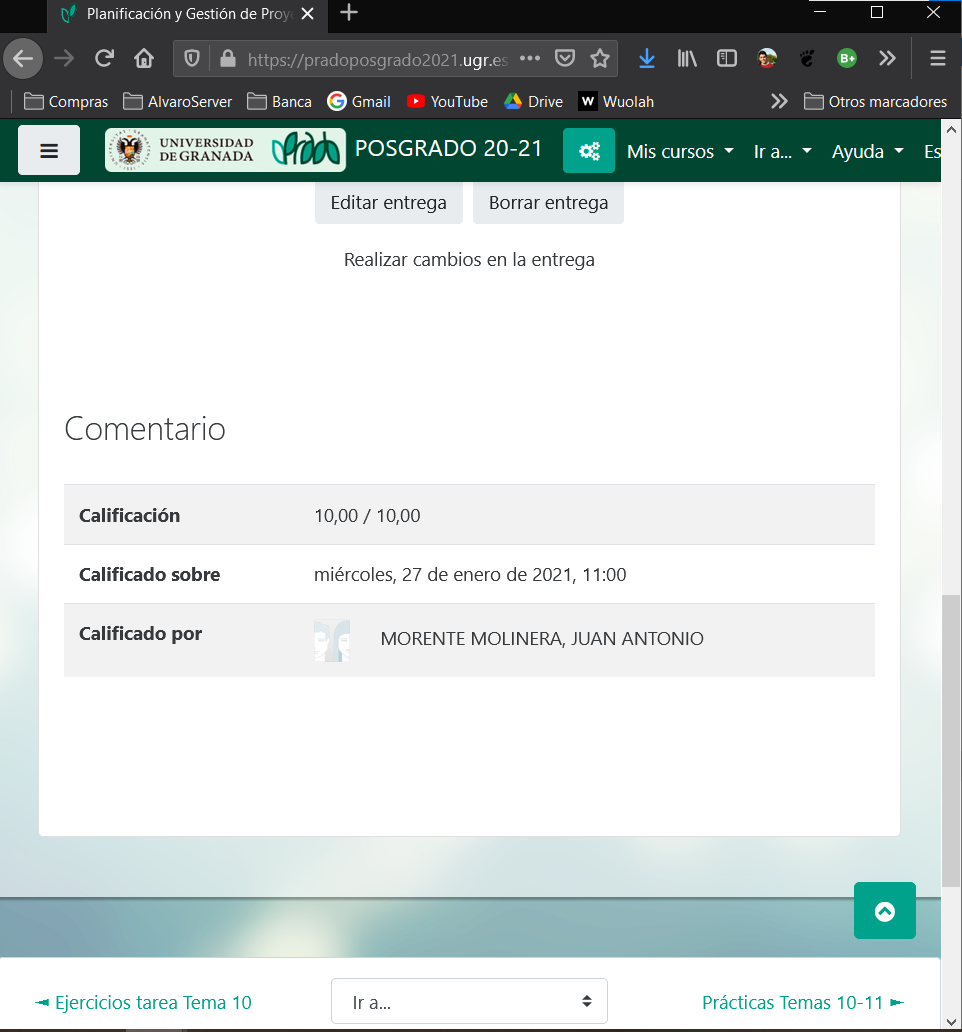 Planificación y Gestión de Proye
https://pradoposgrado2021.ugr.es
B+
Compras AlvaroServer Banca Gmail YouTube Drive W Wuolah Otros marcadores
UNIVERSIDAD DE GRANADA prado POSGRADO 20-21 Mis cursos Ir a... Ayuda Es
Editar entrega Borrar entrega
Realizar cambios en la entrega
Comentario
Calificación 10,00 / 10,00
Calificado sobre miércoles, 27 de enero de 2021, 11:00
Calificado por MORENTE MOLINERA, JUAN ANTONIO
◄ Ejercicios tarea Tema 10 Ir a... Prácticas Temas 10-11 ►